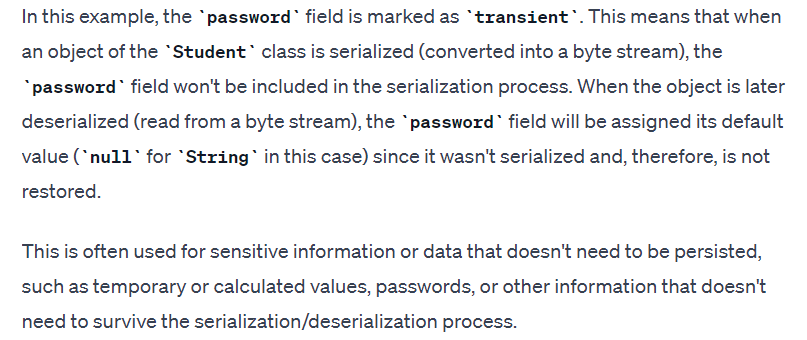 In this example, the `password` field is marked as `transient`. This means that when
an object of the `Student` class is serialized (converted into a byte stream), the
`password` field won't be included in the serialization process. When the object is later
deserialized (read from a byte stream), the `password` field will be assigned its default
value (`null` for `String` in this case) since it wasn't serialized and, therefore, is not
restored.
This is often used for sensitive information or data that doesn't need to be persisted,
such as temporary or calculated values, passwords, or other information that doesn't
need to survive the serialization/deserialization process.